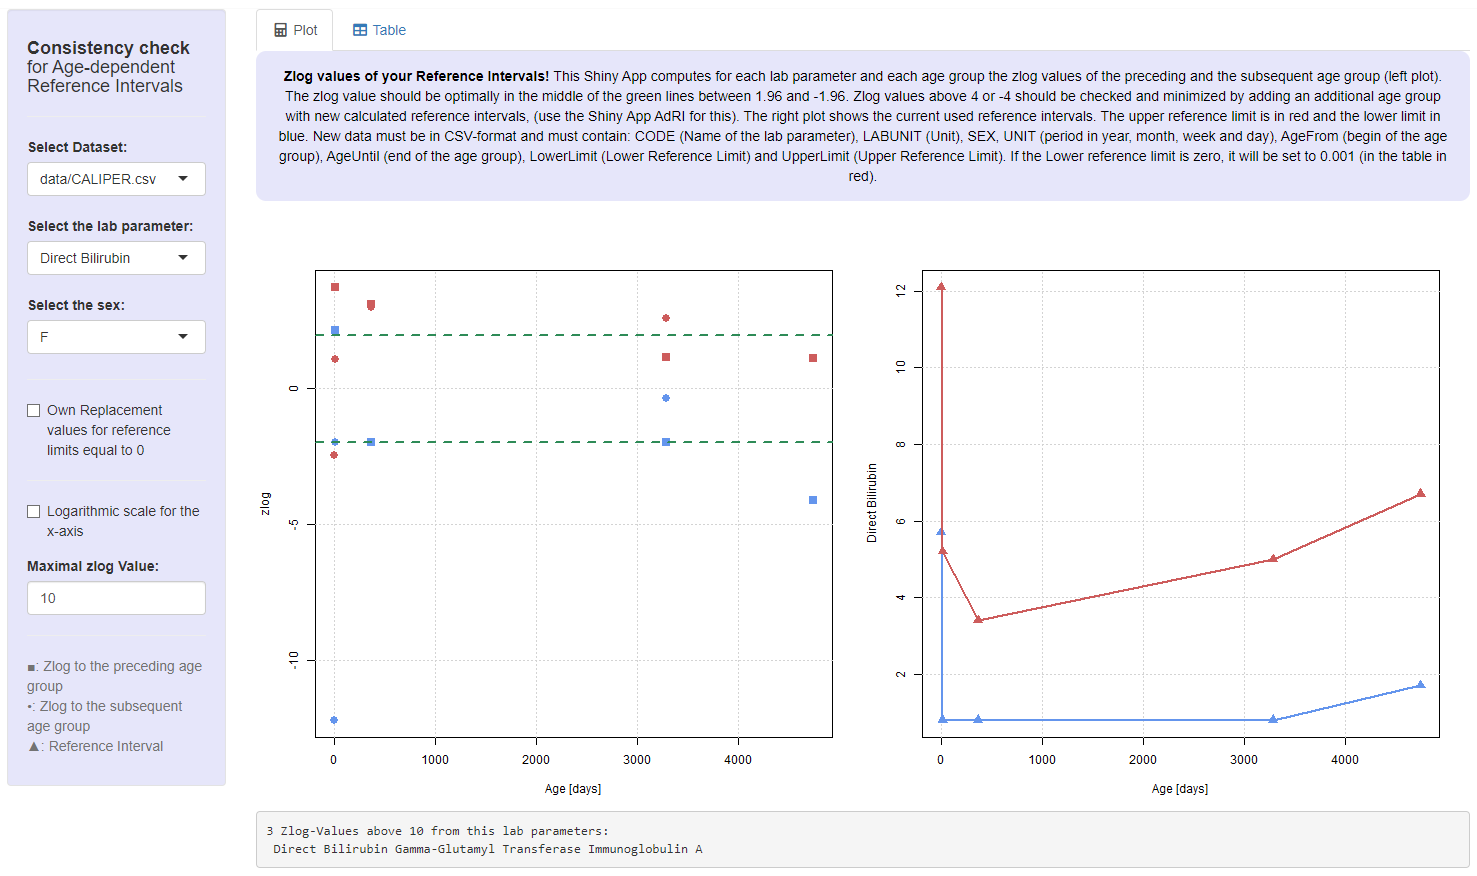 Consistency check
for Age-dependent
Reference Intervals
Select Dataset:
data/CALIPER.csv
Select the lab parameter:
Direct Bilirubin
Select the sex:
F
Own Replacement
values for reference
limits equal to 0
Logarithmic scale for the
x-axis
Maximal zlog Value:
10
■: Zlog to the preceding age
group
•: Zlog to the subsequent
age group
▲: Reference Interval
Plot
Table
Zlog values of your Reference Intervals! This Shiny App computes for each lab parameter and each age group the zlog values of the preceding and the subsequent age group (left plot).
The zlog value should be optimally in the middle of the green lines between 1.96 and -1.96. Zlog values above 4 or -4 should be checked and minimized by adding an additional age group
with new calculated reference intervals, (use the Shiny App AdRI for this). The right plot shows the current used reference intervals. The upper reference limit is in red and the lower limit in
blue. New data must be in CSV-format and must contain: CODE (Name of the lab parameter), LABUNIT (Unit), SEX, UNIT (period in year, month, week and day), AgeFrom (begin of the age
group), AgeUntil (end of the age group), LowerLimit (Lower Reference Limit) and UpperLimit (Upper Reference Limit). If the Lower reference limit is zero, it will be set to 0.001 (in the table in
red).
zlog
0
-5
-10
0 1000 2000 3000 4000
Age [days]
Direct Bilirubin
12
10
8
6
4
2
0 1000 2000 3000 4000
Age [days]
3 Zlog-Values above 10 from this lab parameters:
Direct Bilirubin Gamma-Glutamyl Transferase Immunoglobulin A